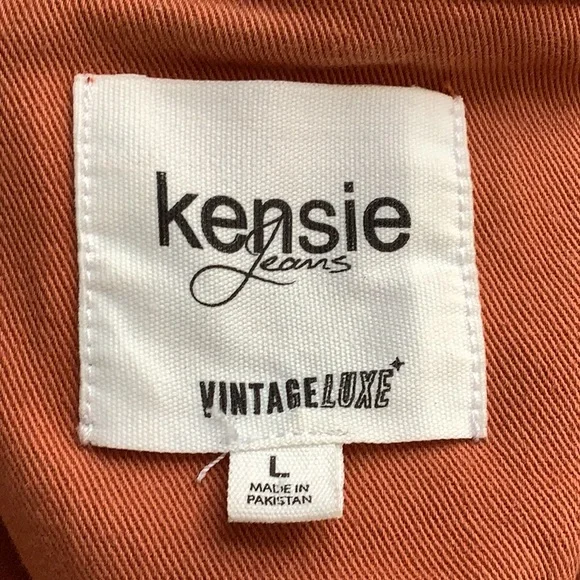 kensie
Jeans
VINTAGELUXE
L
MADE IN
PAKISTAN